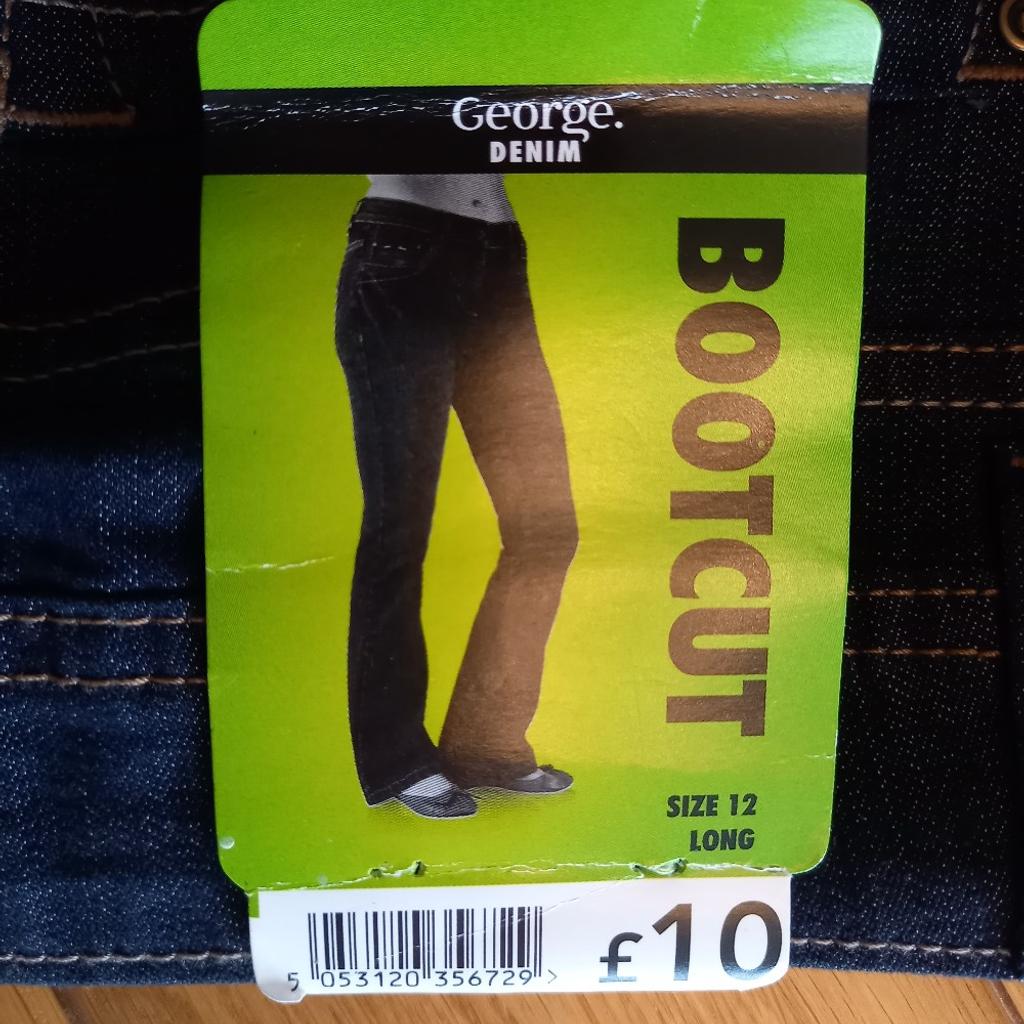 George.
DENIM
BOOTCUT
SIZE 12
LONG
£10
5 053120 356729 >